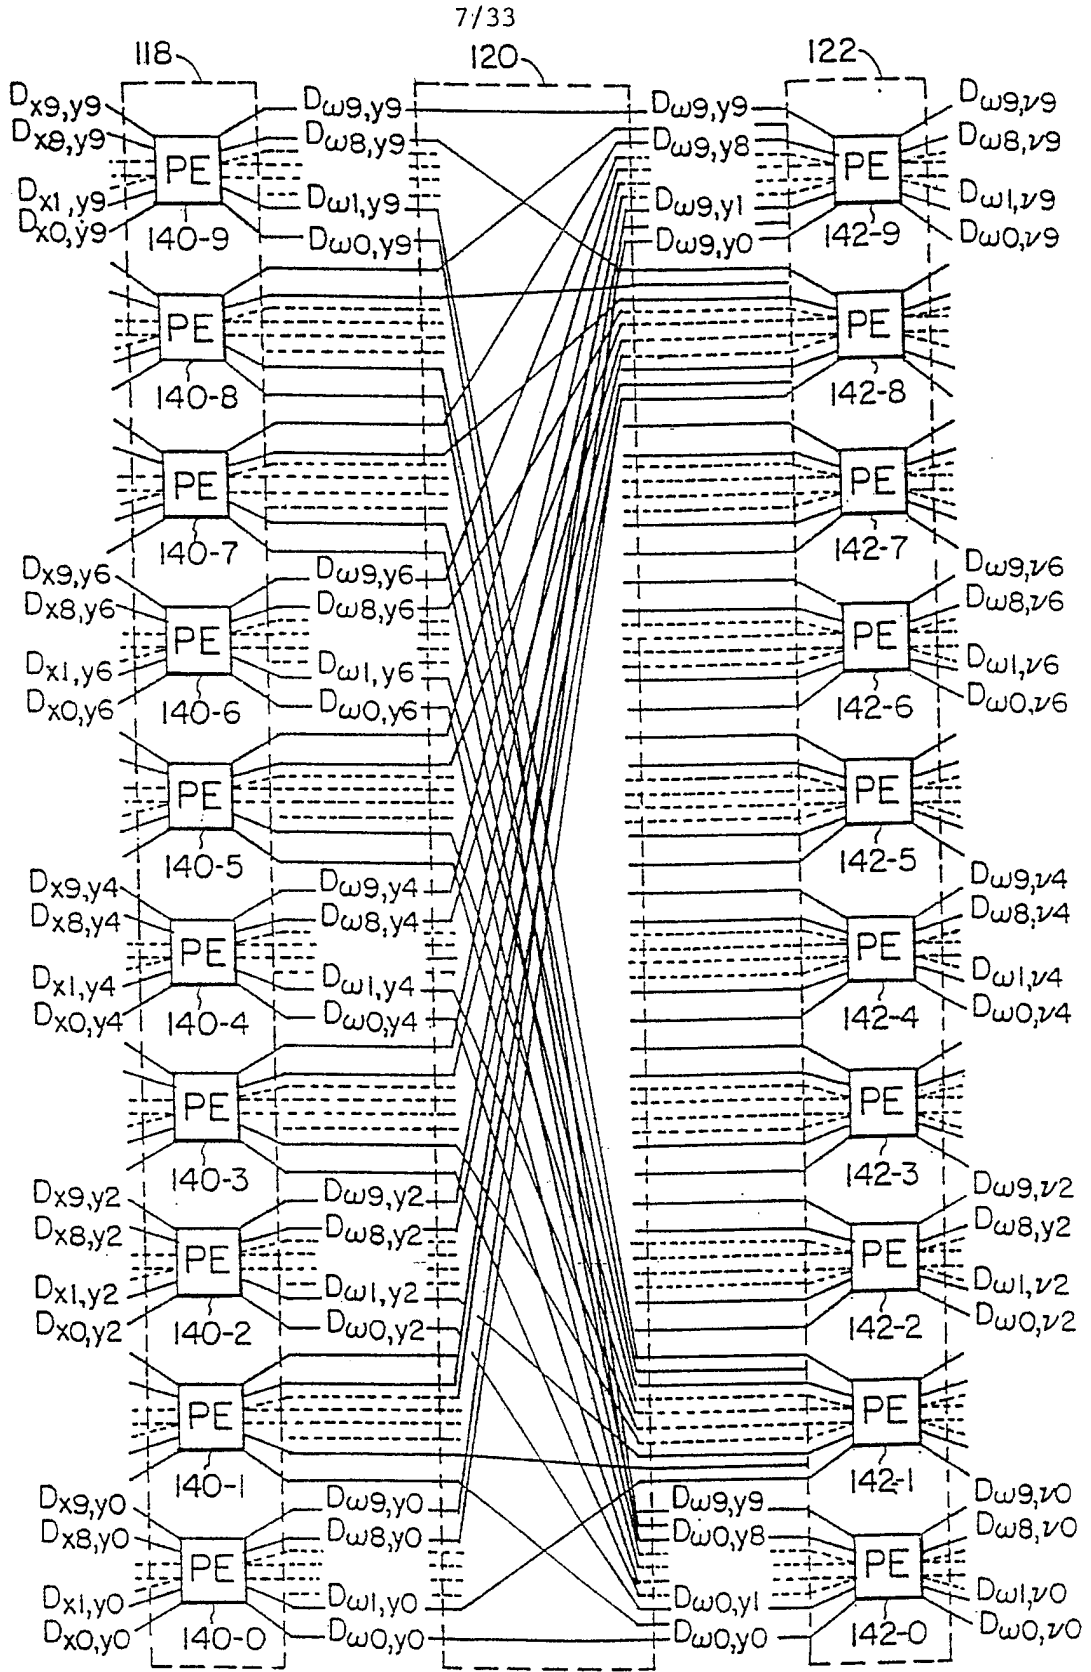 7/33
118
120
122
Dx9,y9
Dω9,y9
Dω9,y9
Dω9,ν9
Dx8,y9
Dω8,y9
Dω9,y8
Dω8,ν9
PE
PE
Dx1,y9
Dω1,y9
Dω9,y1
Dω1,ν9
Dx0,y9
Dω0,y9
Dω9,y0
Dω0,ν9
140-9
142-9
PE
PE
140-8
142-8
PE
PE
140-7
142-7
Dx9,y6
Dω9,y6
Dω9,ν6
Dx8,y6
Dω8,y6
Dω8,ν6
PE
PE
Dx1,y6
Dω1,y6
Dω1,ν6
Dx0,y6
Dω0,y6
Dω0,ν6
140-6
142-6
PE
PE
140-5
142-5
Dx9,y4
Dω9,y4
Dω9,ν4
Dx8,y4
Dω8,y4
Dω8,ν4
PE
PE
Dx1,y4
Dω1,y4
Dω1,ν4
Dx0,y4
Dω0,y4
Dω0,ν4
140-4
142-4
PE
PE
140-3
142-3
Dx9,y2
Dω9,y2
Dω9,ν2
Dx8,y2
Dω8,y2
Dω8,y2
PE
PE
Dx1,y2
Dω1,y2
Dω1,ν2
Dx0,y2
Dω0,y2
Dω0,ν2
140-2
142-2
PE
PE
140-1
142-1
Dx9,y0
Dω9,y0
Dω9,y9
Dω9,ν0
Dx8,y0
Dω8,y0
Dω0,y8
Dω8,ν0
PE
PE
Dx1,y0
Dω1,y0
Dω0,y1
Dω1,ν0
Dx0,y0
Dω0,y0
Dω0,y0
Dω0,ν0
140-0
142-0